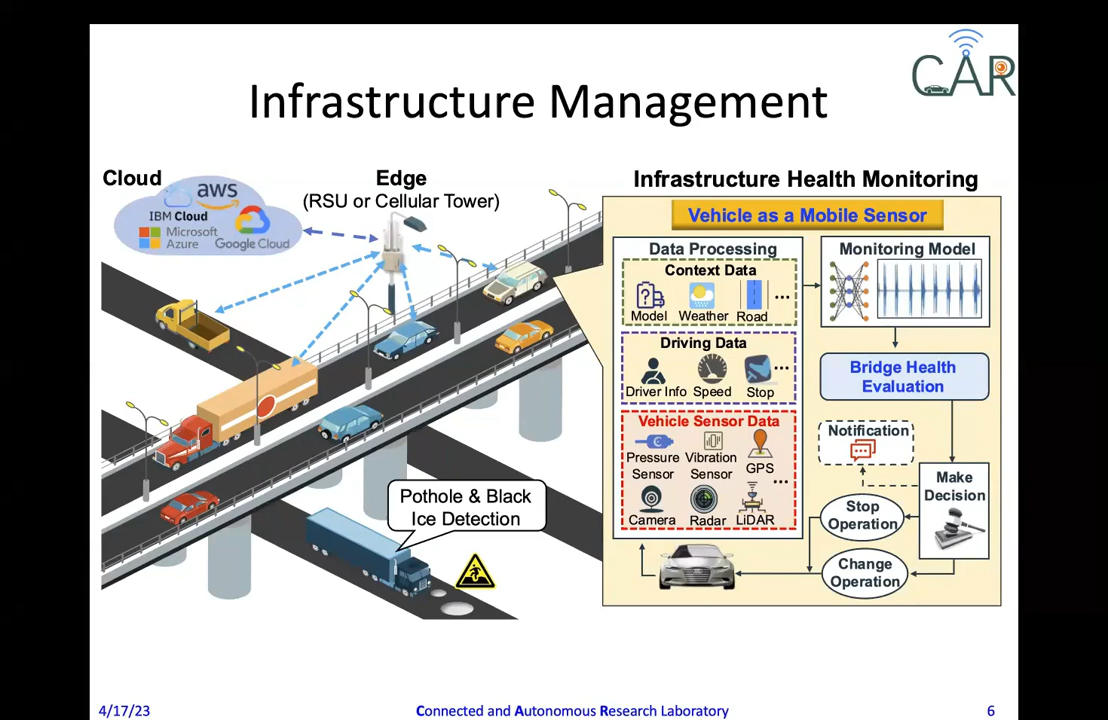 CAR
Infrastructure Management
Cloud
aws
IBM Cloud
Microsoft
Azure
Google Cloud
Edge
(RSU or Cellular Tower)
Pothole & Black
Ice Detection
Infrastructure Health Monitoring
Vehicle as a Mobile Sensor
Data Processing
Context Data
?
Model
Weather
Road
...
Driving Data
Driver Info
Speed
Stop
...
Vehicle Sensor Data
Pressure
Sensor
Vibration
Sensor
GPS
...
Camera
Radar
LiDAR
Monitoring Model
Bridge Health
Evaluation
Notification
Make
Decision
Stop
Operation
Change
Operation
4/17/23
Connected and Autonomous Research Laboratory
6